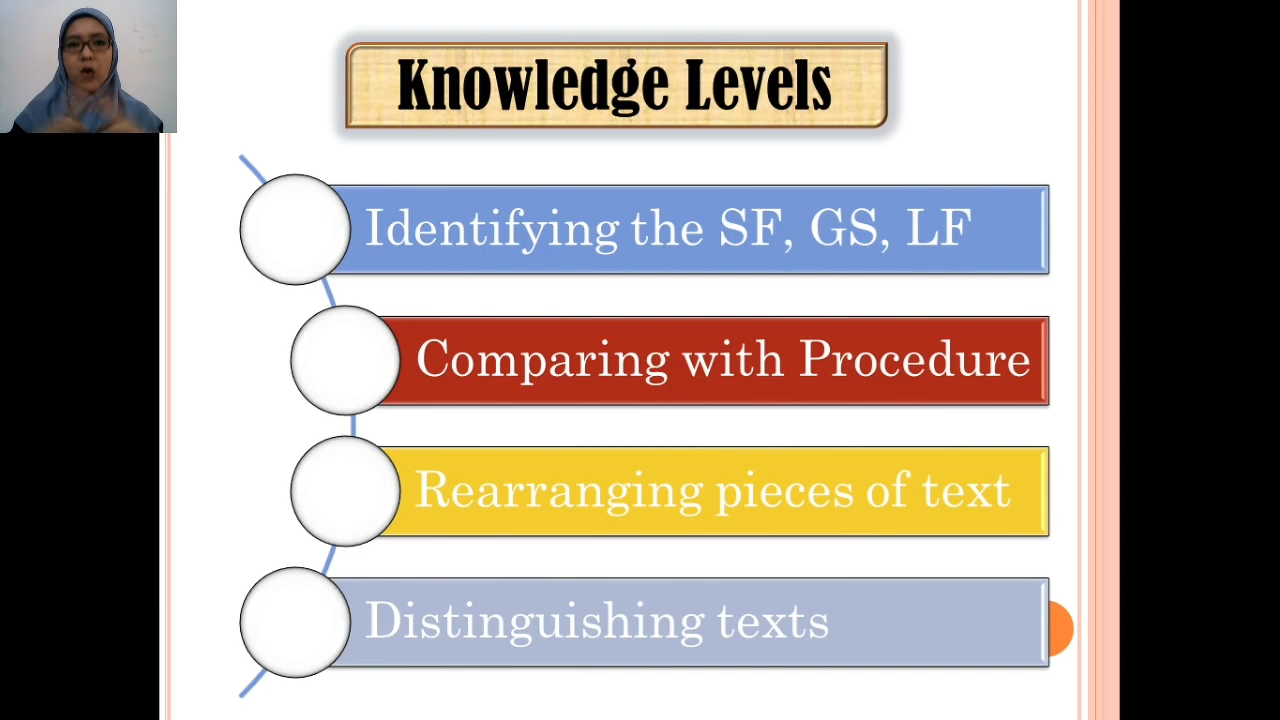 Knowledge Levels
Identifying the SF, GS, LF
Comparing with Procedure
Rearranging pieces of text
Distinguishing texts